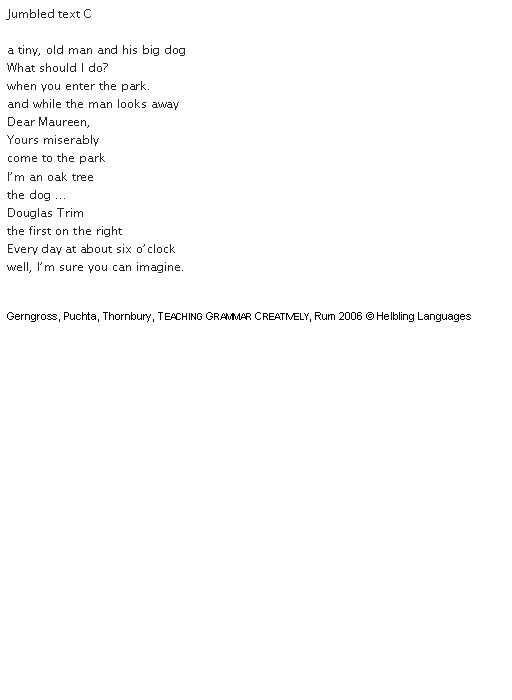 Jumbled text C
a tiny, old man and his big dog
What should I do?
when you enter the park.
and while the man looks away
Dear Maureen,
Yours miserably
come to the park
I'm an oak tree
the dog ...
Douglas Trim
the first on the right
Every day at about six o'clock
well, I'm sure you can imagine.
Gerngross, Puchta, Thornbury, TEACHING GRAMMAR CREATIVELY, Rum 2006 © Helbling Languages